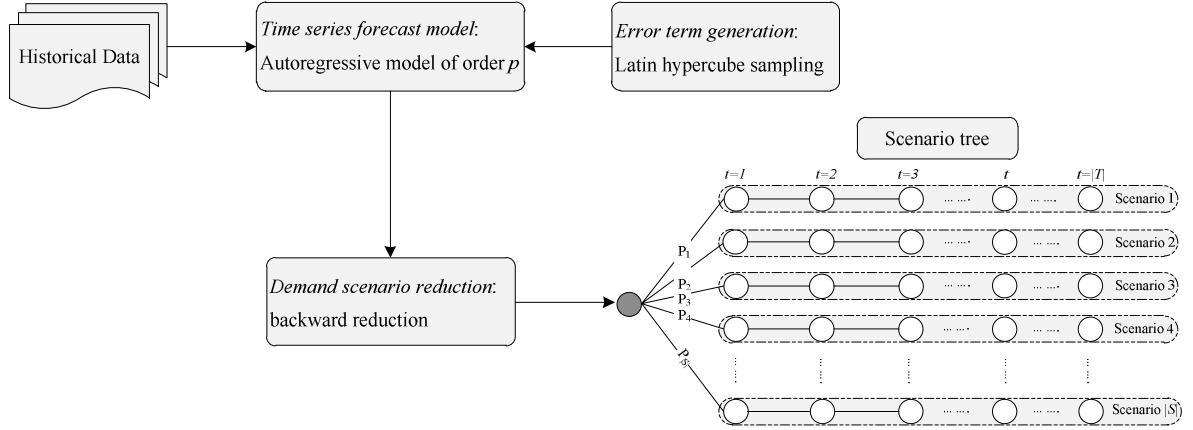 Historical Data
Time series forecast model:
Autoregressive model of order p
Error term generation:
Latin hypercube sampling
Scenario tree
t=1 t=2 t=3 t t=|T|
Scenario 1
Scenario 2
Scenario 3
Scenario 4
Scenario |S|
P1
P2
P3
P4
P|S|
Demand scenario reduction:
backward reduction